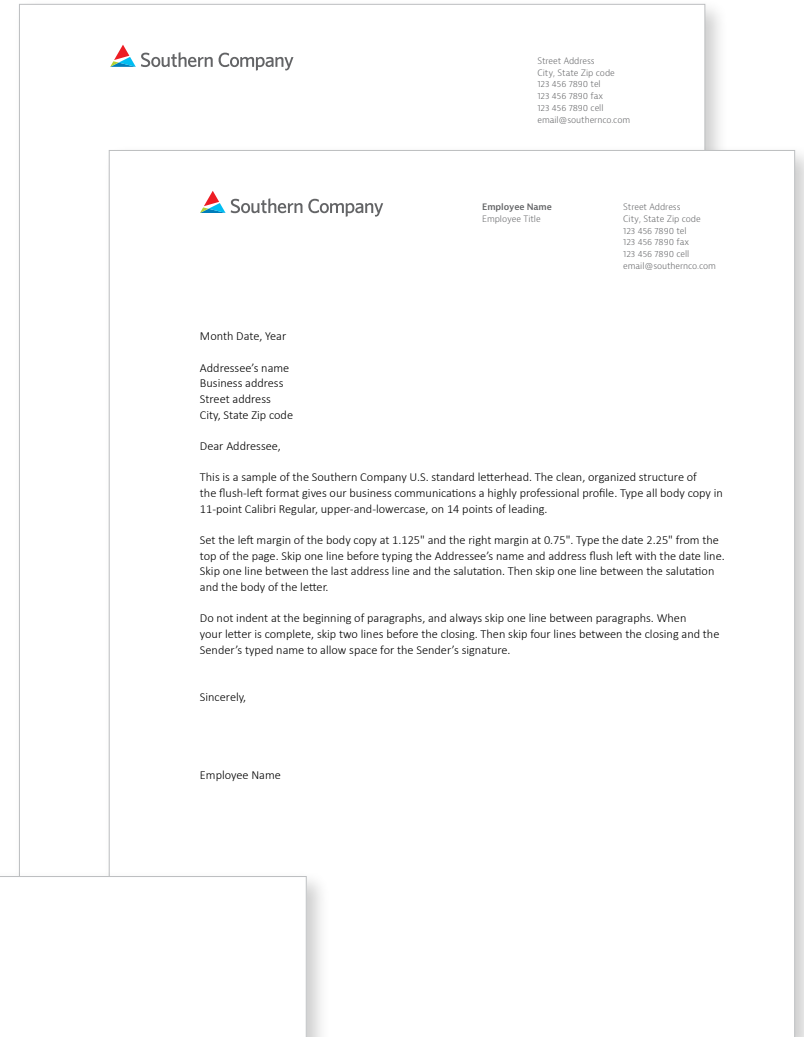 Southern Company
Street Address
City, State Zip code
123 456 7890 tel
123 456 7890 fax
123 456 7890 cell
email@southernco.com
Southern Company
Employee Name
Employee Title
Street Address
City, State Zip code
123 456 7890 tel
123 456 7890 fax
123 456 7890 cell
email@southernco.com
Month Date, Year
Addressee’s name
Business address
Street address
City, State Zip code
Dear Addressee,
This is a sample of the Southern Company U.S. standard letterhead. The clean, organized structure of
the flush-left format gives our business communications a highly professional profile. Type all body copy in
11-point Calibri Regular, upper-and-lowercase, on 14 points of leading.
Set the left margin of the body copy at 1.125" and the right margin at 0.75". Type the date 2.25" from the
top of the page. Skip one line before typing the Addressee’s name and address flush left with the date line.
Skip one line between the last address line and the salutation. Then skip one line between the salutation
and the body of the letter.
Do not indent at the beginning of paragraphs, and always skip one line between paragraphs. When
your letter is complete, skip two lines before the closing. Then skip four lines between the closing and the
Sender’s typed name to allow space for the Sender’s signature.
Sincerely,
Employee Name